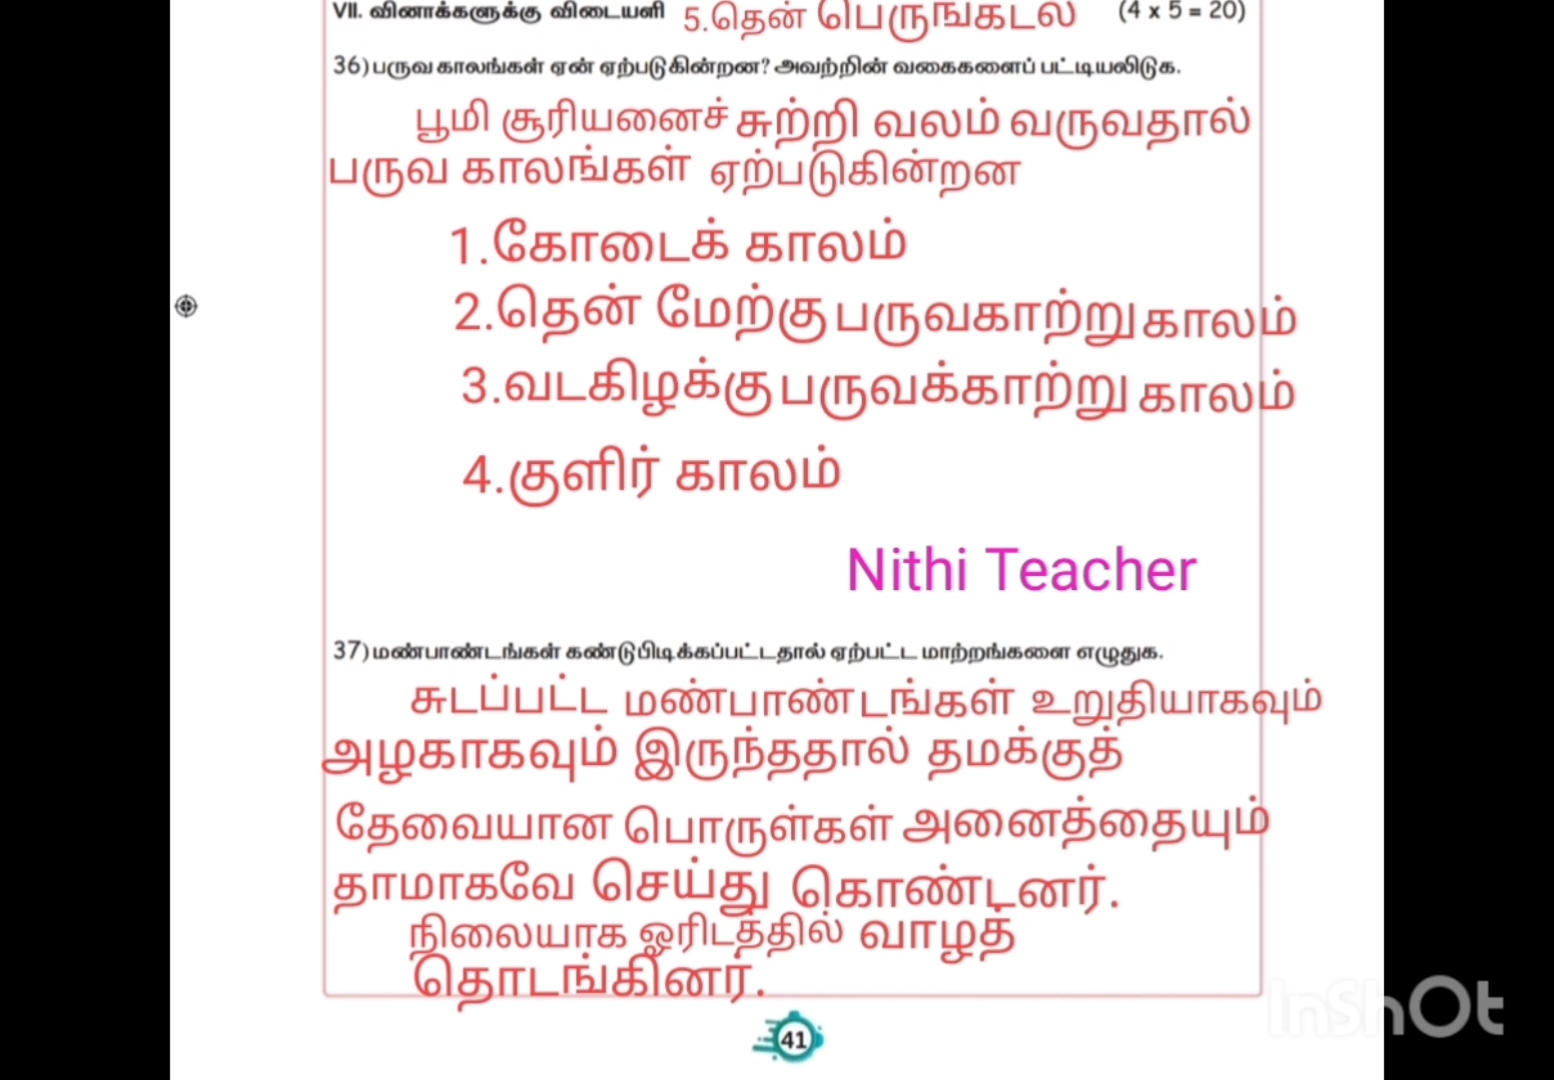 VII. வினாக்களுக்கு விடையளி 5.தென் பெருங்கடல் (4 x 5 = 20)
36) பருவ காலங்கள் ஏன் ஏற்படுகின்றன? அவற்றின் வகைகளைப் பட்டியலிடுக.
பூமி சூரியனைச் சுற்றி வலம் வருவதால்
பருவ காலங்கள் ஏற்படுகின்றன
1.கோடைக் காலம்
2.தென் மேற்கு பருவகாற்று காலம்
3.வடகிழக்கு பருவக்காற்று காலம்
4.குளிர் காலம்
Nithi Teacher
37) மண்பாண்டங்கள் கண்டுபிடிக்கப்பட்டதால் ஏற்பட்ட மாற்றங்களை எழுதுக.
சுடப்பட்ட மண்பாண்டங்கள் உறுதியாகவும்
அழகாகவும் இருந்ததால் தமக்குத்
தேவையான பொருள்கள் அனைத்தையும்
தாமாகவே செய்து கொண்டனர்.
நிலையாக ஓரிடத்தில் வாழத்
தொடங்கினர்.
InShOt
41